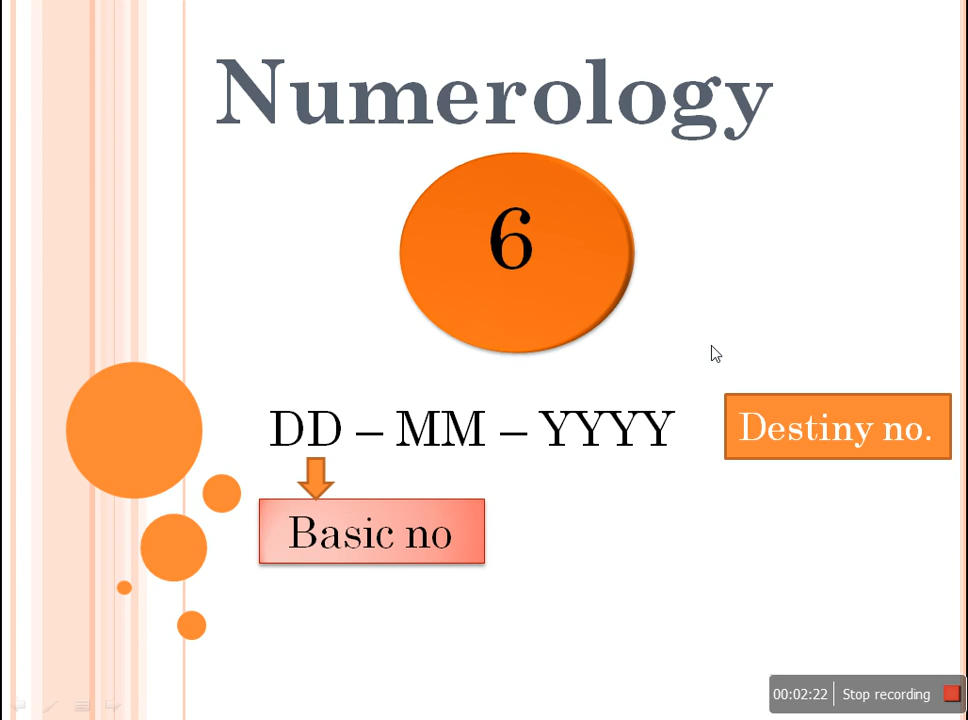 Numerology
6
DD – MM – YYYY
Destiny no.
Basic no
00:02:22 Stop recording